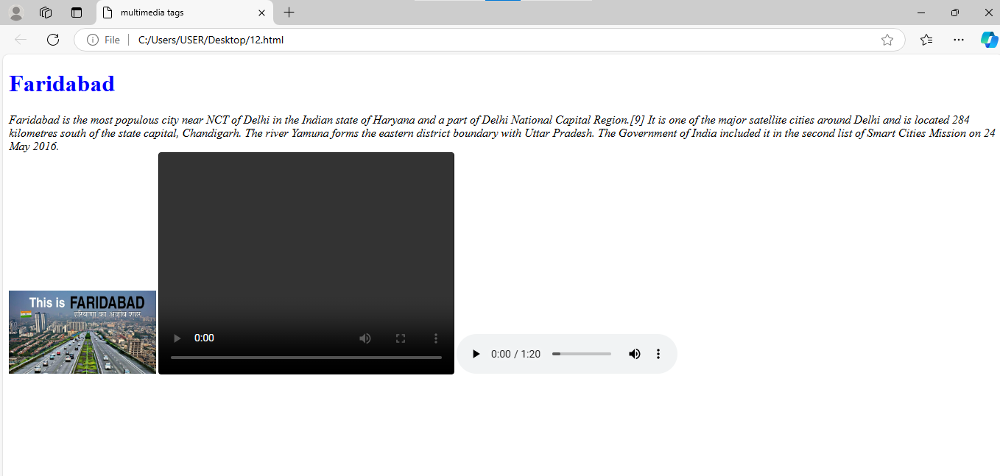 multimedia tags
File
C:/Users/USER/Desktop/12.html
Faridabad
Faridabad is the most populous city near NCT of Delhi in the Indian state of Haryana and a part of Delhi National Capital Region.[9] It is one of the major satellite cities around Delhi and is located 284
kilometres south of the state capital, Chandigarh. The river Yamuna forms the eastern district boundary with Uttar Pradesh. The Government of India included it in the second list of Smart Cities Mission on 24
May 2016.
This is FARIDABAD
हरियाणा का अजीब शहर
0:00
0:00 / 1:20